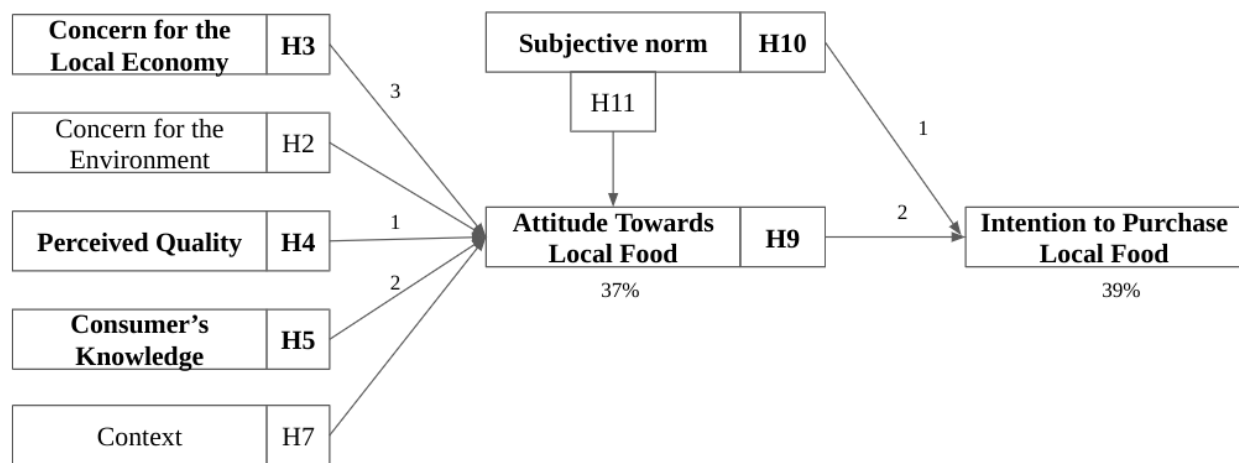 Concern for the
Local Economy
H3
Subjective norm
H10
3
H11
Concern for the
Environment
H2
1
Perceived Quality
H4
1
Attitude Towards
Local Food
H9
2
Intention to Purchase
Local Food
37%
39%
2
Consumer’s
Knowledge
H5
Context
H7